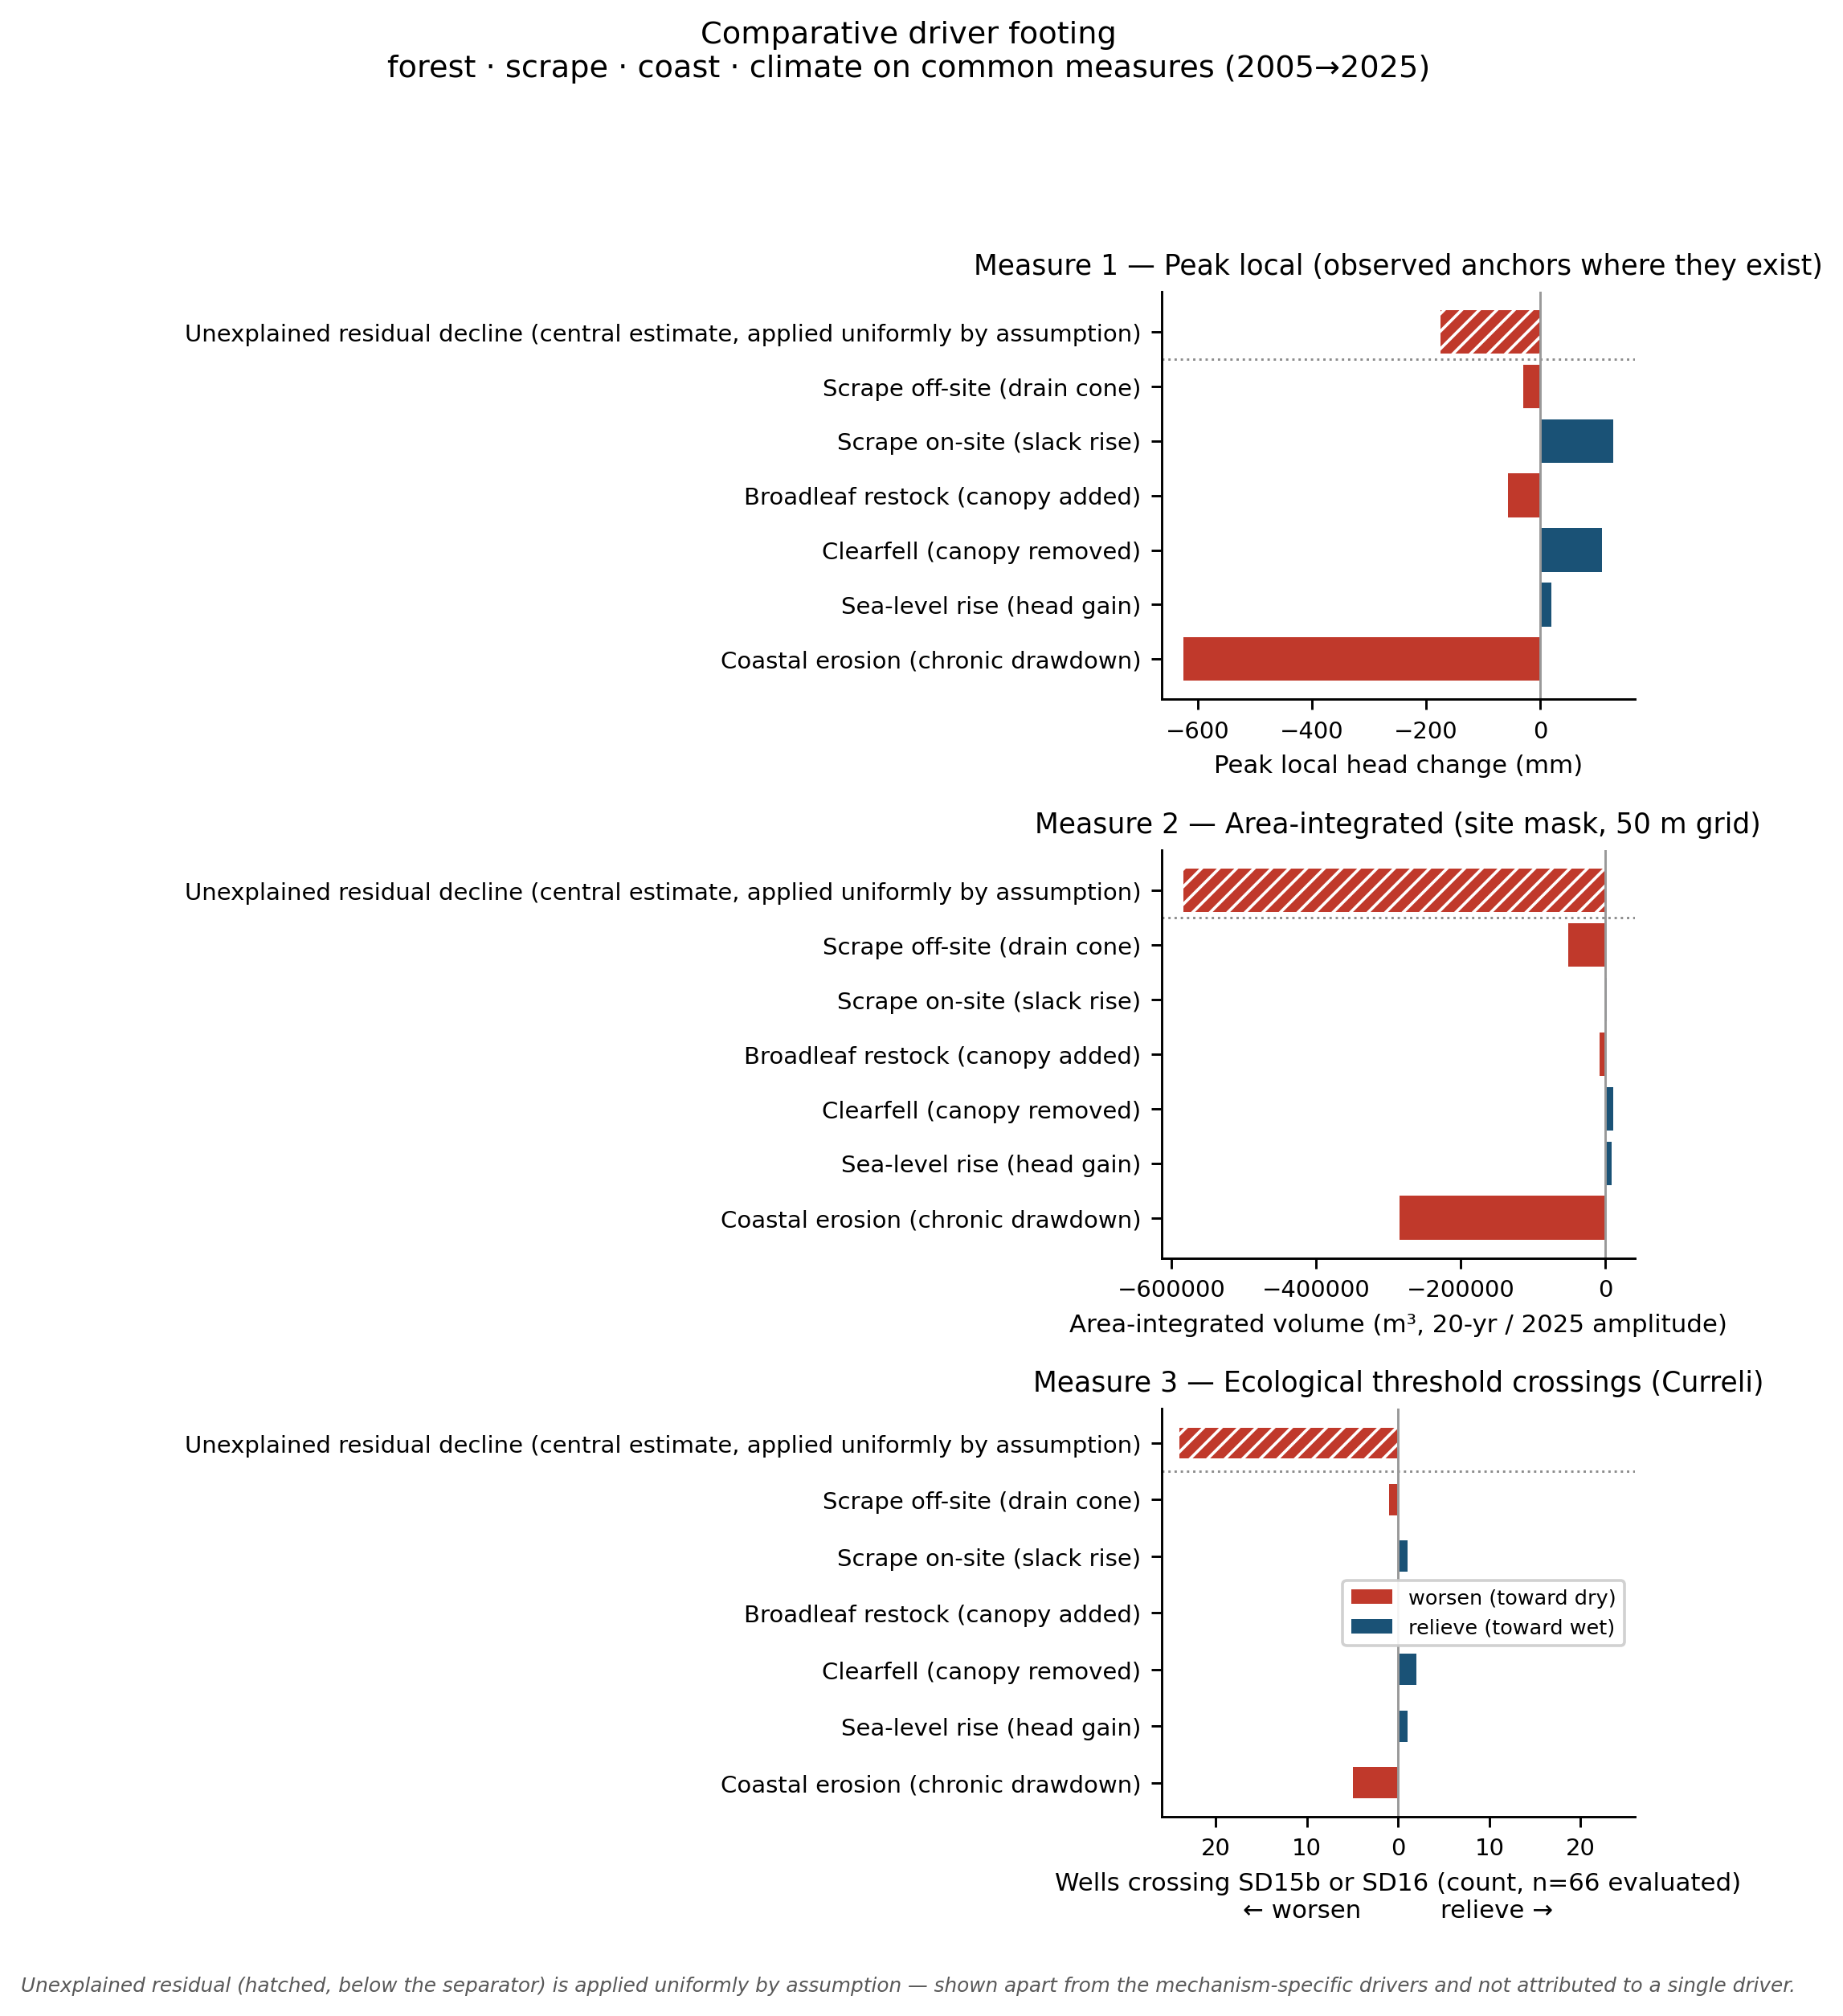 Comparative driver footing
forest · scrape · coast · climate on common measures (2005→2025)
Measure 1 — Peak local (observed anchors where they exist)
Unexplained residual decline (central estimate, applied uniformly by assumption)
Scrape off-site (drain cone)
Scrape on-site (slack rise)
Broadleaf restock (canopy added)
Clearfell (canopy removed)
Sea-level rise (head gain)
Coastal erosion (chronic drawdown)
−600 −400 −200 0
Peak local head change (mm)
Measure 2 — Area-integrated (site mask, 50 m grid)
Unexplained residual decline (central estimate, applied uniformly by assumption)
Scrape off-site (drain cone)
Scrape on-site (slack rise)
Broadleaf restock (canopy added)
Clearfell (canopy removed)
Sea-level rise (head gain)
Coastal erosion (chronic drawdown)
−600000 −400000 −200000 0
Area-integrated volume (m³, 20-yr / 2025 amplitude)
Measure 3 — Ecological threshold crossings (Curreli)
Unexplained residual decline (central estimate, applied uniformly by assumption)
Scrape off-site (drain cone)
Scrape on-site (slack rise)
worsen (toward dry)
Broadleaf restock (canopy added)
relieve (toward wet)
Clearfell (canopy removed)
Sea-level rise (head gain)
Coastal erosion (chronic drawdown)
20 10 0 10 20
Wells crossing SD15b or SD16 (count, n=66 evaluated)
← worsen relieve →
Unexplained residual (hatched, below the separator) is applied uniformly by assumption — shown apart from the mechanism-specific drivers and not attributed to a single driver.